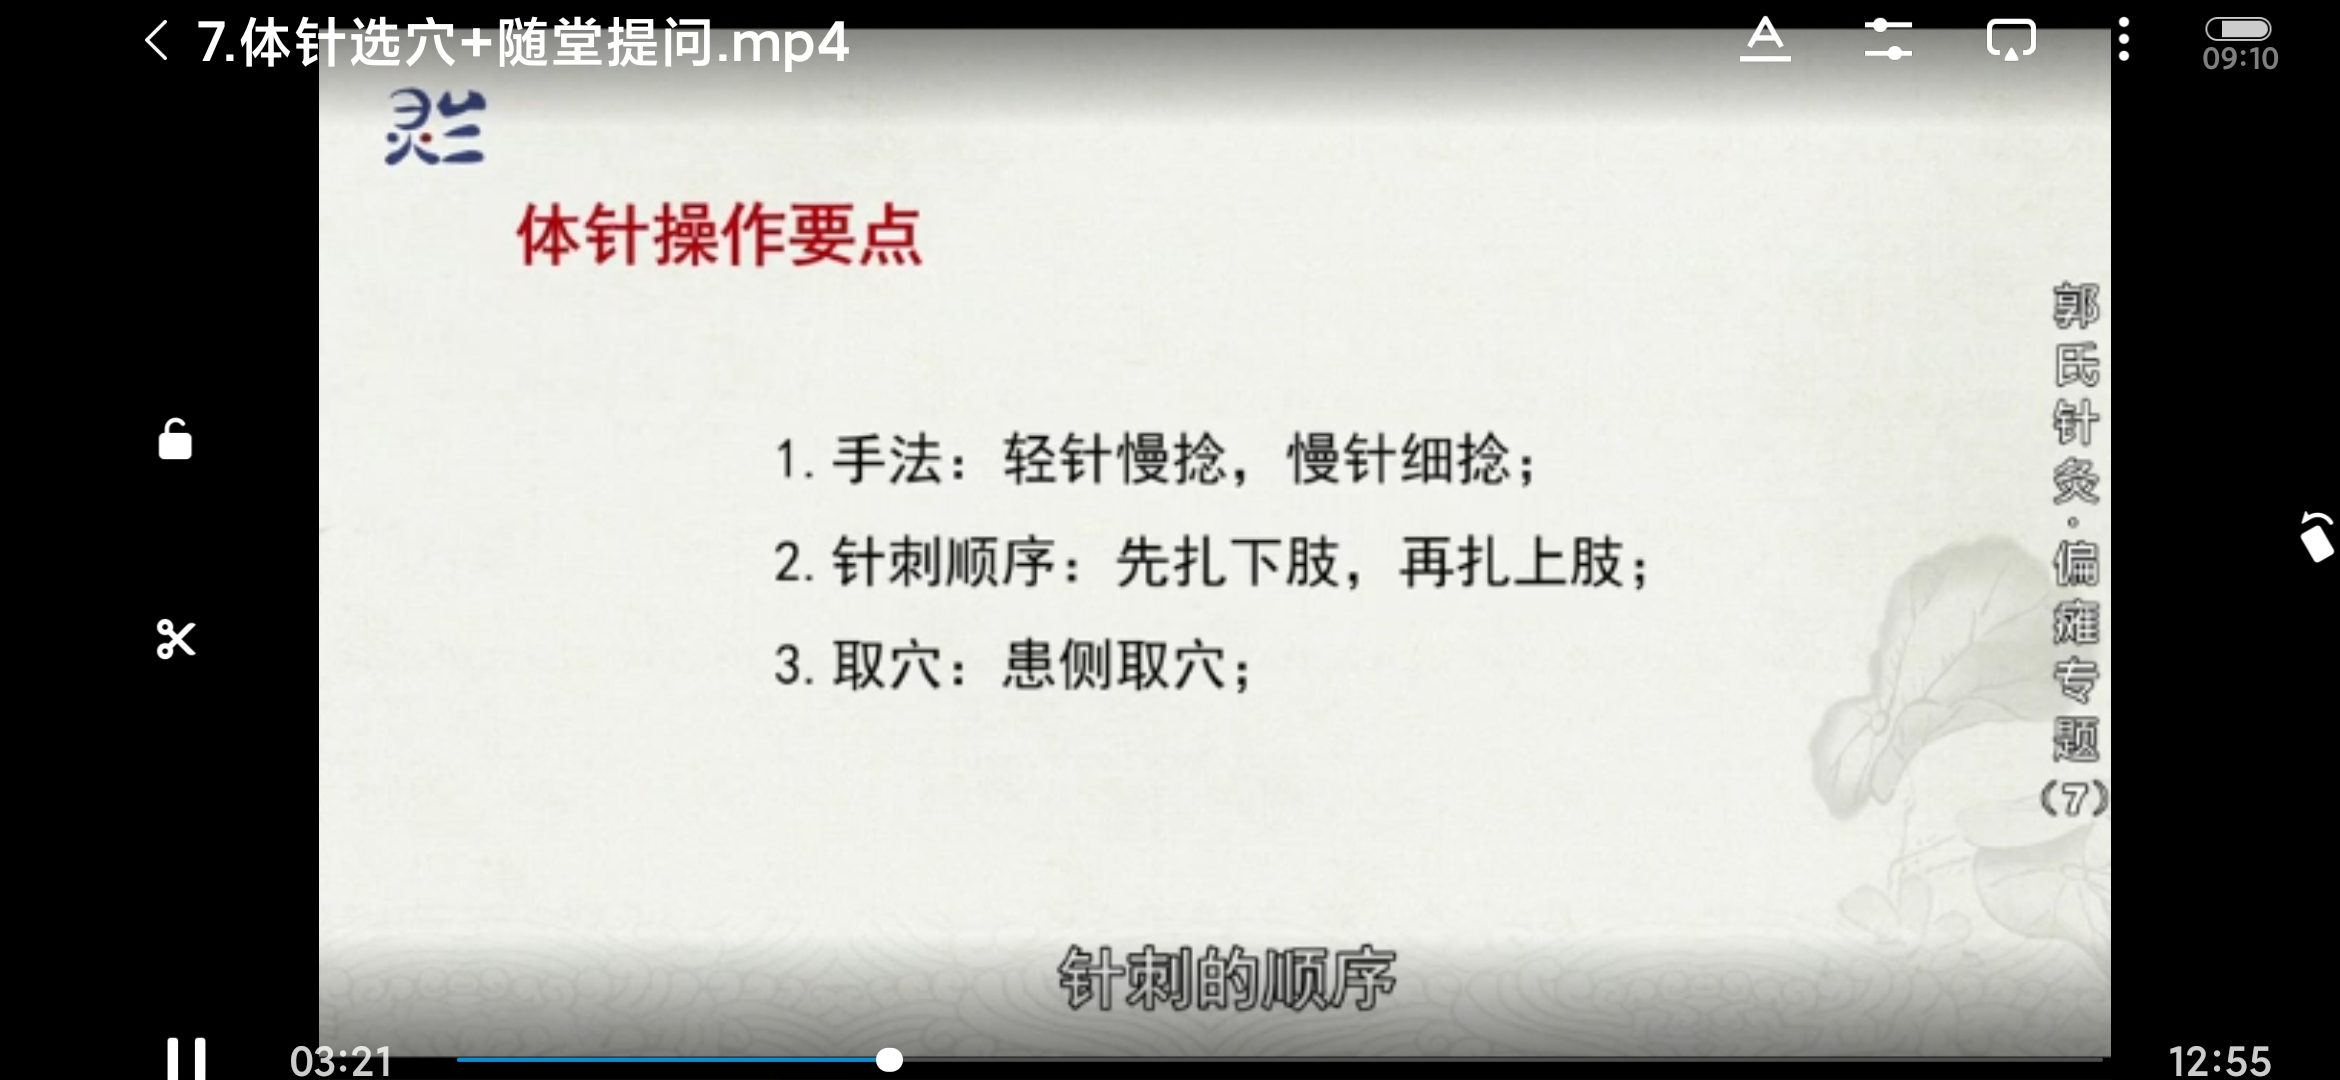 7.体针选穴+随堂提问.mp4
09:10
灵兰
体针操作要点
1.手法：轻针慢捻，慢针细捻；
2.针刺顺序：先扎下肢，再扎上肢；
3.取穴：患侧取穴；
郭氏针灸·偏瘫专题（7）
针刺的顺序
03:21
12:55